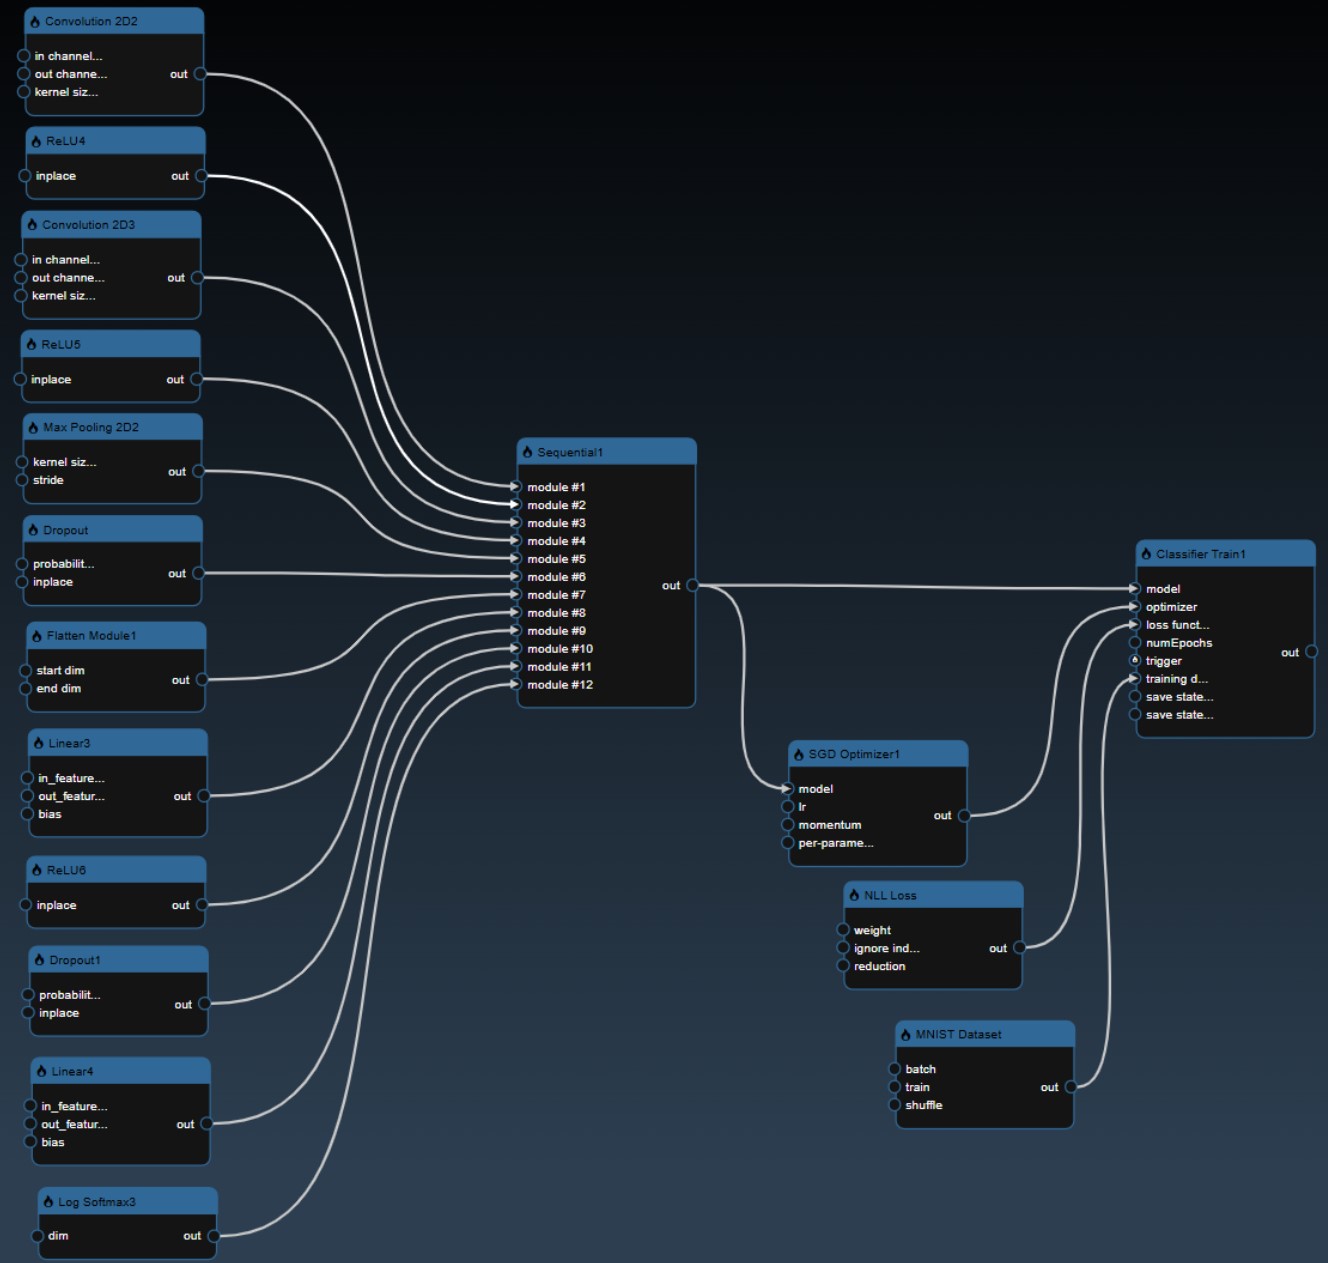 Convolution 2D2
in channel...
out channe... out
kernel siz...
ReLU4
inplace out
Convolution 2D3
in channel...
out channe... out
kernel siz...
ReLU5
inplace out
Max Pooling 2D2
kernel siz...
out
stride
Dropout
probabilit...
out
inplace
Flatten Module1
start dim
out
end dim
Linear3
in_feature...
out_featur... out
bias
ReLU6
inplace out
Dropout1
probabilit...
out
inplace
Linear4
in_feature...
out_featur... out
bias
Log Softmax3
dim out
Sequential1
module #1
module #2
module #3
module #4
module #5
module #6
out
module #7
module #8
module #9
module #10
module #11
module #12
SGD Optimizer1
model
lr
out
momentum
per-parame...
NLL Loss
weight
ignore ind... out
reduction
MNIST Dataset
batch
train out
shuffle
Classifier Train1
model
optimizer
loss funct...
numEpochs
out
trigger
training d...
save state...
save state...